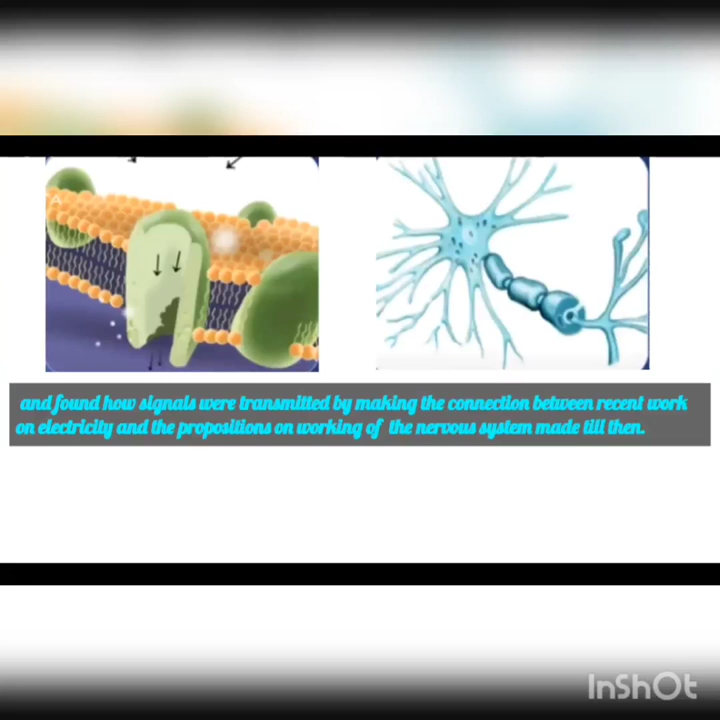 and found how signals were transmitted by making the connection between recent work
on electricity and the propositions on working of the nervous system made till then.
InShOt